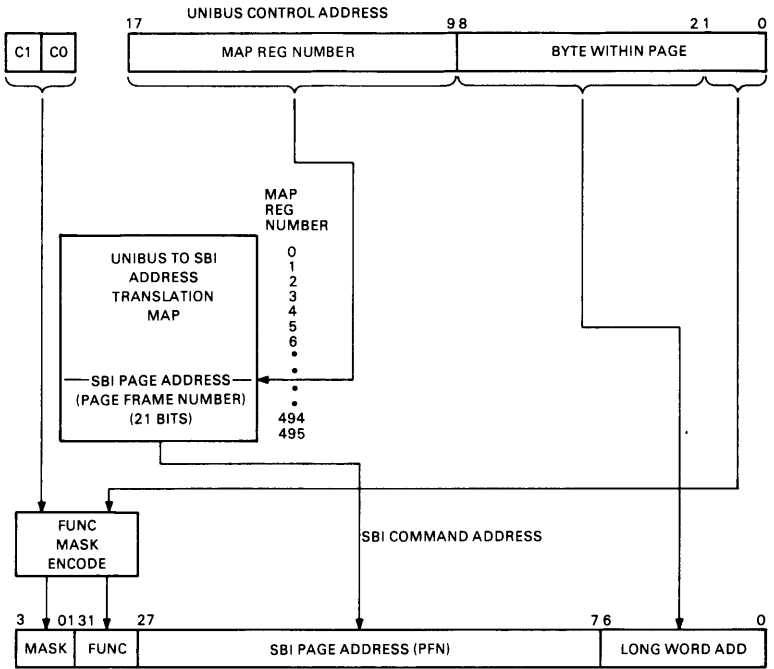 UNIBUS CONTROL ADDRESS
17 9 8 2 1 0
C1 C0 MAP REG NUMBER BYTE WITHIN PAGE
MAP
REG
NUMBER
UNIBUS TO SBI
ADDRESS
TRANSLATION
MAP
0
1
2
3
4
5
6
SBI PAGE ADDRESS
(PAGE FRAME NUMBER)
(21 BITS)
494
495
FUNC
MASK
ENCODE
SBI COMMAND ADDRESS
3 0 31 27 7 6 0
MASK FUNC SBI PAGE ADDRESS (PFN) LONG WORD ADD